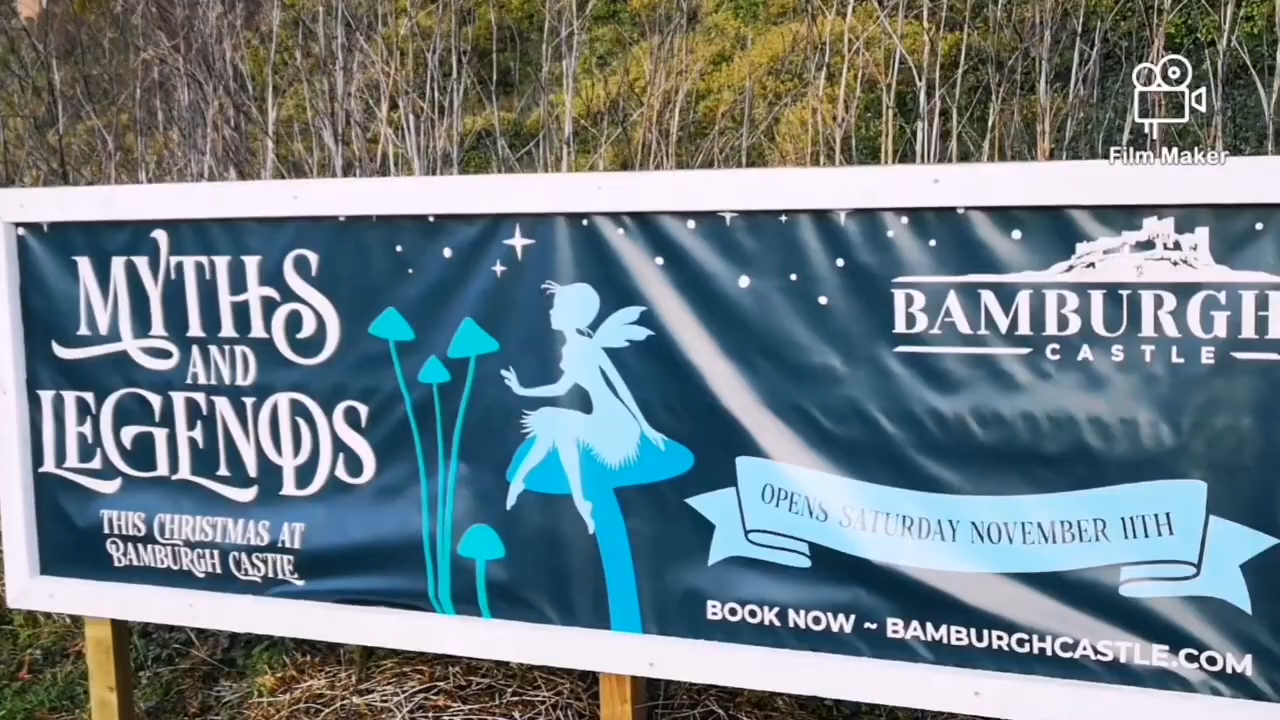 Film Maker
MYTHS
AND
LEGENDS
THIS CHRISTMAS AT
BAMBURGH CASTLE
BAMBURGH
CASTLE
OPENS SATURDAY NOVEMBER 11TH
BOOK NOW ~ BAMBURGHCASTLE.COM